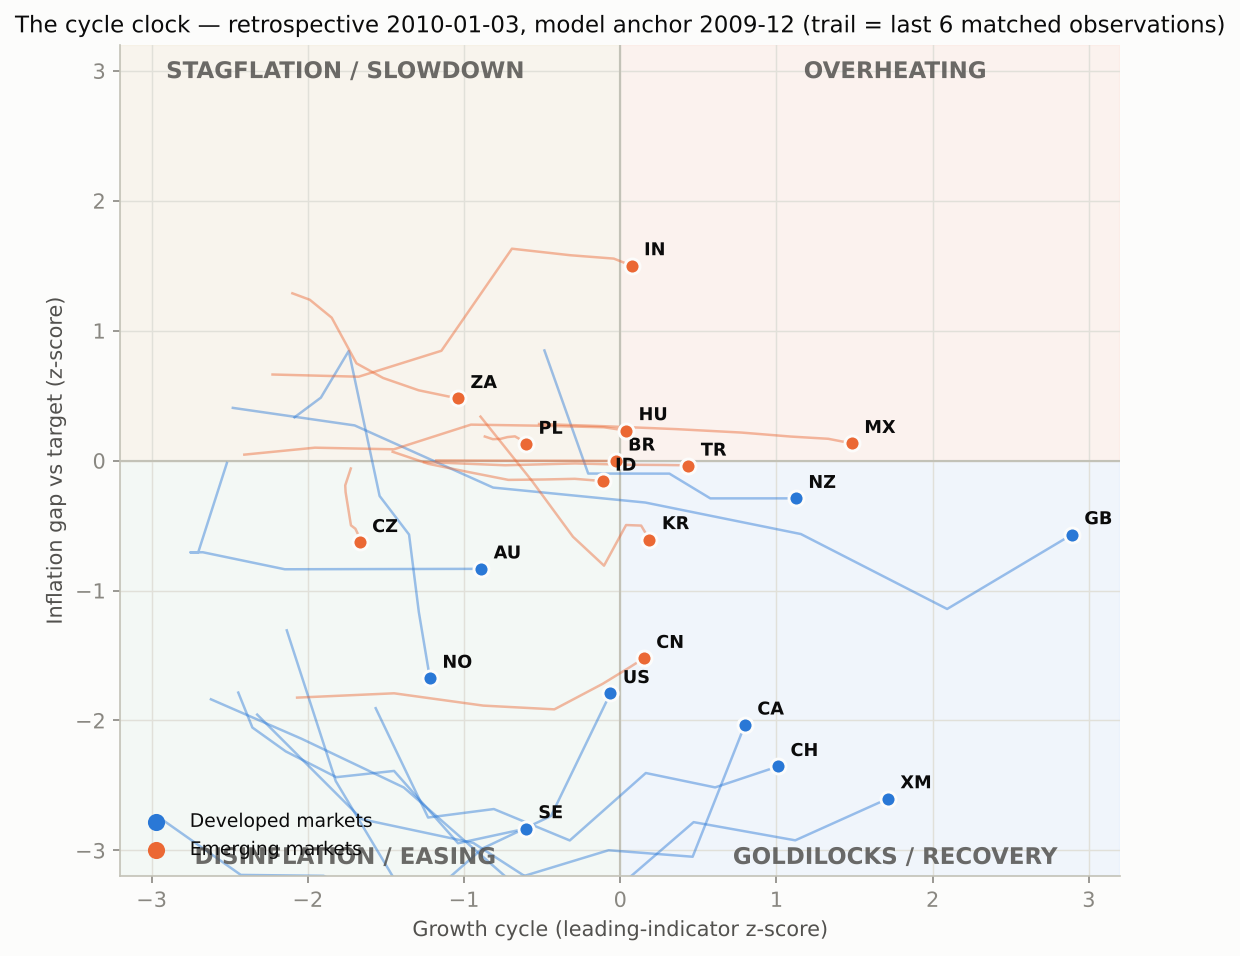 The cycle clock — retrospective 2010-01-03, model anchor 2009-12 (trail = last 6 matched observations)
STAGFLATION / SLOWDOWN
OVERHEATING
3
2
1
0
−1
−2
−3
Inflation gap vs target (z-score)
IN
ZA
HU
MX
PL
BR
TR
ID
NZ
CZ
KR
GB
AU
CN
NO
US
CA
CH
XM
SE
Developed markets
Emerging markets
DISINFLATION / EASING
GOLDILOCKS / RECOVERY
−3
−2
−1
0
1
2
3
Growth cycle (leading-indicator z-score)